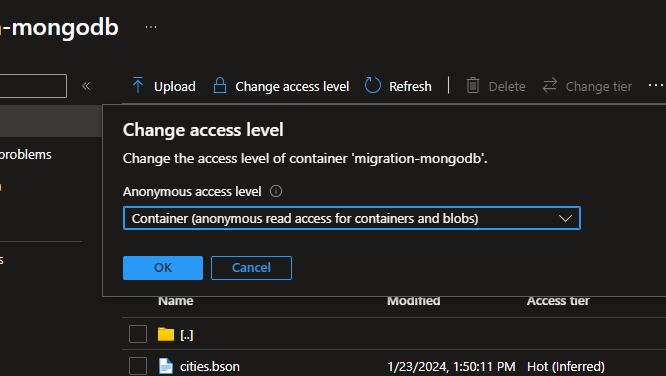 -mongodb ...
Upload Change access level Refresh Delete Change tier ...
Change access level
Change the access level of container 'migration-mongodb'.
problems
Anonymous access level
Container (anonymous read access for containers and blobs)
s
OK Cancel
Name Modified Access tier
[..]
cities.bson 1/23/2024, 1:50:11 PM Hot (Inferred)